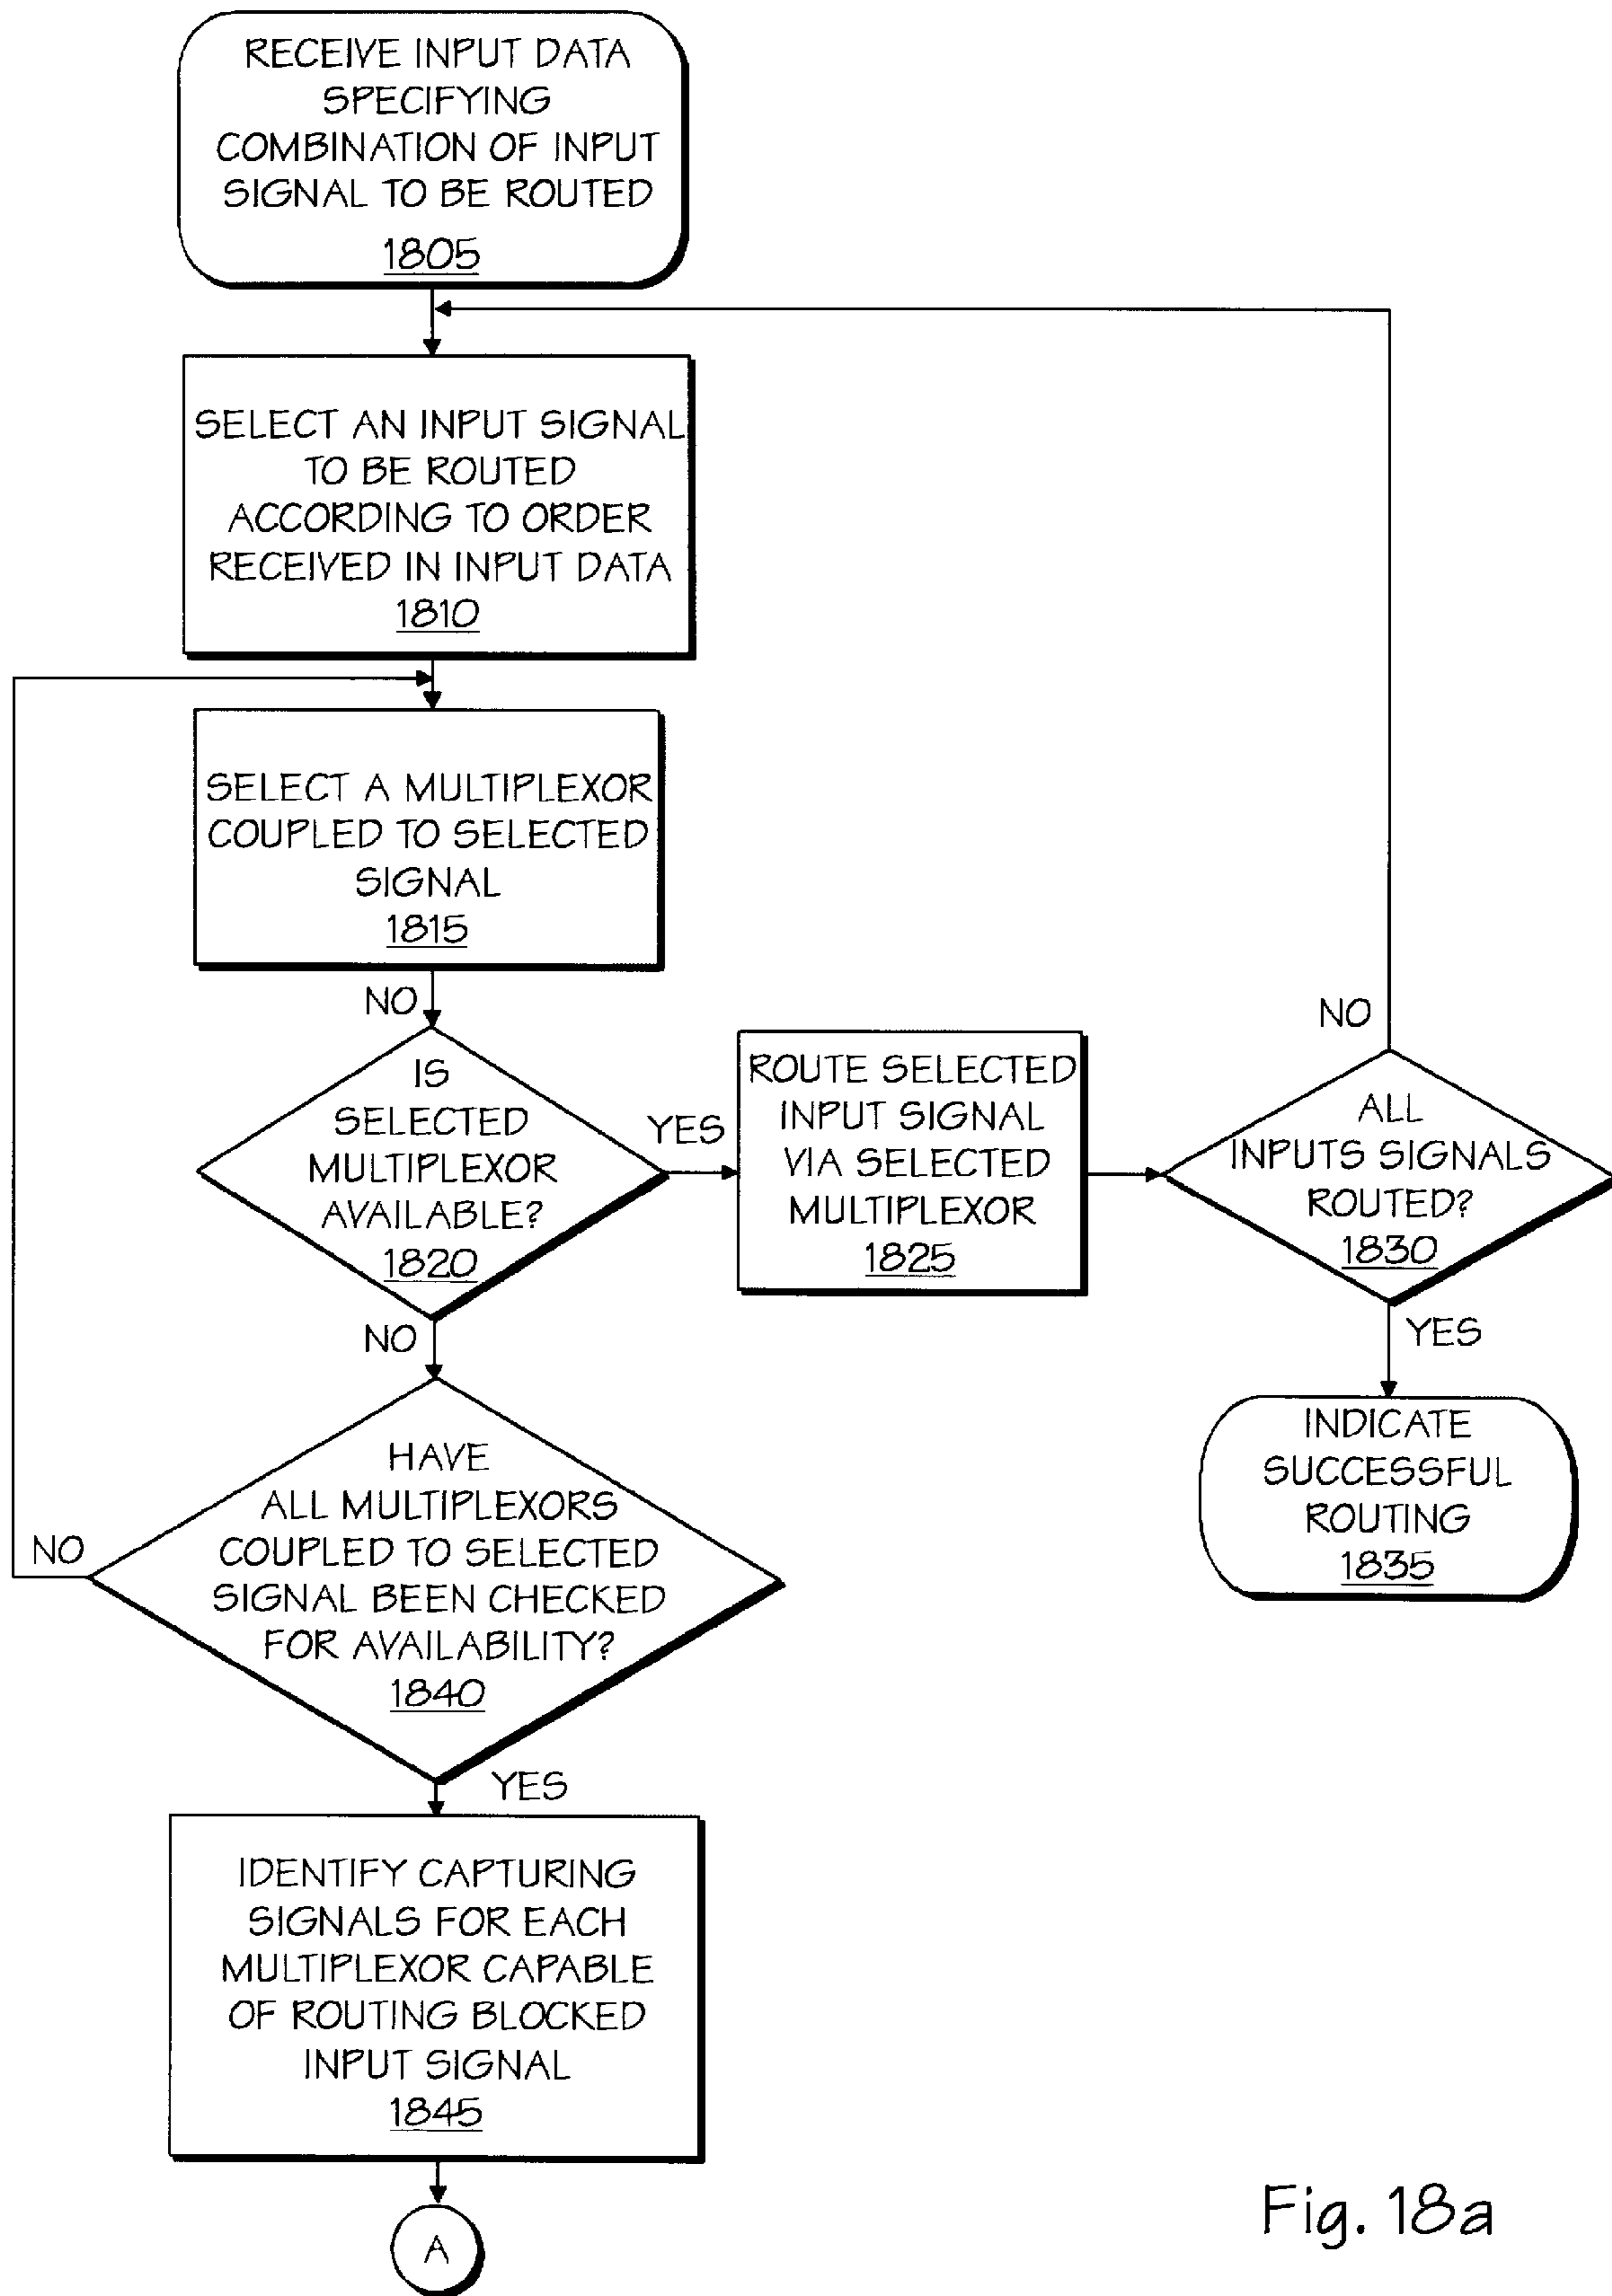 RECEIVE INPUT DATA
SPECIFYING
COMBINATION OF INPUT
SIGNAL TO BE ROUTED
1805
SELECT AN INPUT SIGNAL
TO BE ROUTED
ACCORDING TO ORDER
RECEIVED IN INPUT DATA
1810
SELECT A MULTIPLEXOR
COUPLED TO SELECTED
SIGNAL
1815
NO
IS
SELECTED
MULTIPLEXOR
AVAILABLE?
1820
YES
ROUTE SELECTED
INPUT SIGNAL
VIA SELECTED
MULTIPLEXOR
1825
NO
ALL
INPUTS SIGNALS
ROUTED?
1830
YES
INDICATE
SUCCESSFUL
ROUTING
1835
NO
HAVE
ALL MULTIPLEXORS
COUPLED TO SELECTED
SIGNAL BEEN CHECKED
FOR AVAILABILITY?
1840
NO
YES
IDENTIFY CAPTURING
SIGNALS FOR EACH
MULTIPLEXOR CAPABLE
OF ROUTING BLOCKED
INPUT SIGNAL
1845
A
Fig. 18a